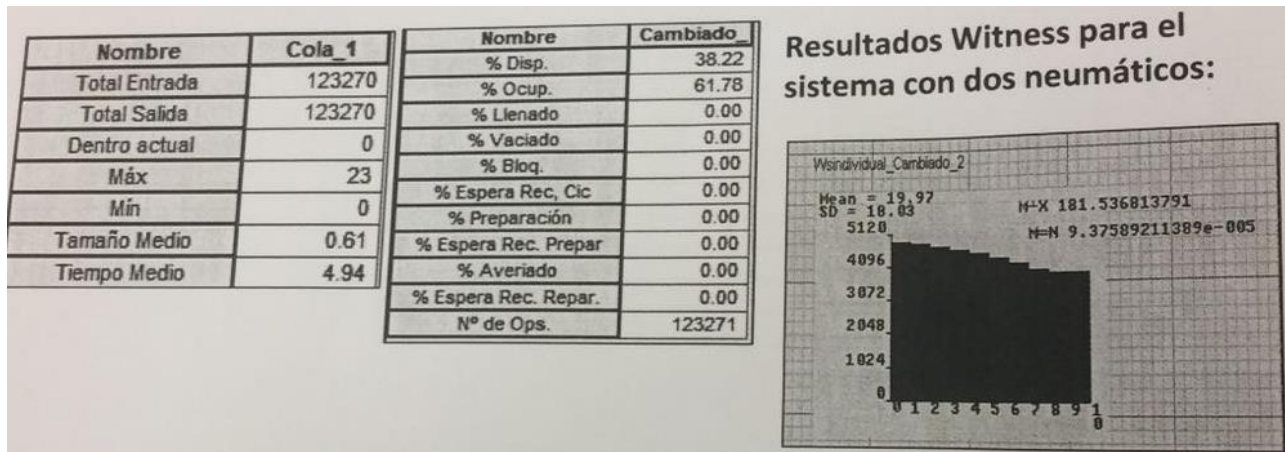 Nombre Cola_1
Total Entrada 123270
Total Salida 123270
Dentro actual 0
Máx 23
Mín 0
Tamaño Medio 0.61
Tiempo Medio 4.94
Nombre Cambiado_
% Disp. 38.22
% Ocup. 61.78
% Llenado 0.00
% Vaciado 0.00
% Bloq. 0.00
% Espera Rec, Cic 0.00
% Preparación 0.00
% Espera Rec. Prepar 0.00
% Averiado 0.00
% Espera Rec. Repar. 0.00
Nº de Ops. 123271
Resultados Witness para el
sistema con dos neumáticos:
Wsindividual_Cambiado_2
Mean = 19.97
SD = 18.03
181.536813791
9.37589211389e-005
5120
4096
3072
2048
1024
0
0 1 2 3 4 5 6 7 8 9 10